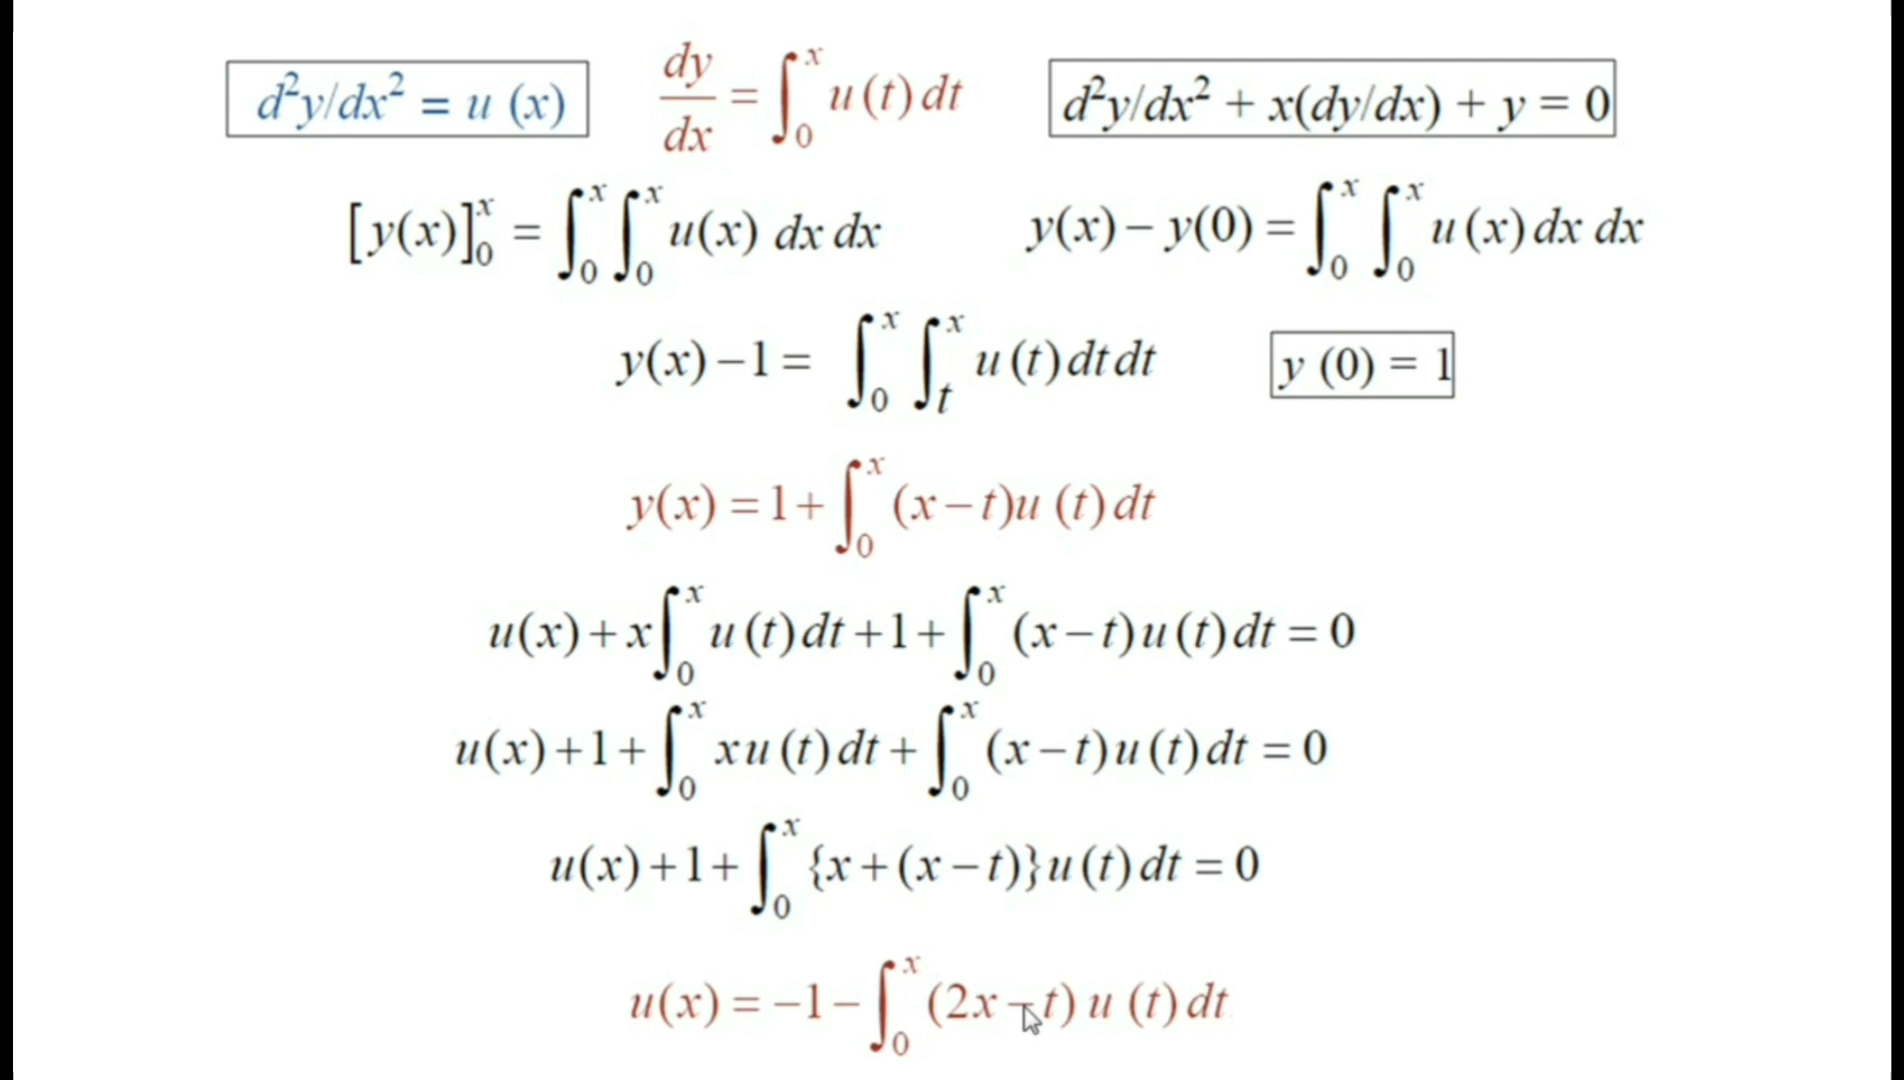 d²y/dx² = u (x)   dy/dx = ∫₀ˣ u (t) dt   d²y/dx² + x(dy/dx) + y = 0
[y(x)]₀ˣ = ∫₀ˣ ∫₀ˣ u(x) dx dx   y(x) – y(0) = ∫₀ˣ ∫₀ˣ u (x) dx dx
y(x) – 1 = ∫₀ˣ ∫ₜˣ u (t) dt dt   y (0) = 1
y(x) = 1 + ∫₀ˣ (x – t)u (t) dt
u(x) + x∫₀ˣ u (t) dt + 1 + ∫₀ˣ (x – t) u (t) dt = 0
u(x) + 1 + ∫₀ˣ x u (t) dt + ∫₀ˣ (x – t) u (t) dt = 0
u(x) + 1 + ∫₀ˣ {x + (x – t)} u (t) dt = 0
u(x) = –1 – ∫₀ˣ (2x – t) u (t) dt